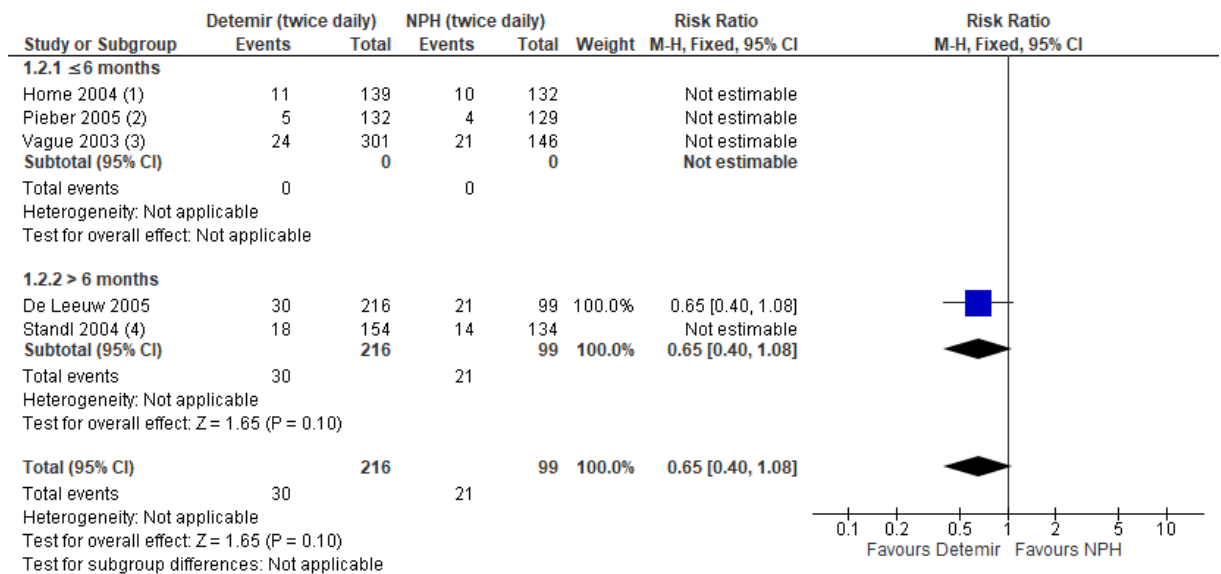 Detemir (twice daily) NPH (twice daily) Risk Ratio Risk Ratio
Study or Subgroup Events Total Events Total Weight M-H, Fixed, 95% CI M-H, Fixed, 95% CI
1.2.1 ≤6 months
Home 2004 (1) 11 139 10 132 Not estimable
Pieber 2005 (2) 5 132 4 129 Not estimable
Vague 2003 (3) 24 301 21 146 Not estimable
Subtotal (95% CI) 0 0 Not estimable
Total events 0 0
Heterogeneity: Not applicable
Test for overall effect: Not applicable
1.2.2 > 6 months
De Leeuw 2005 30 216 21 99 100.0% 0.65 [0.40, 1.08]
Standl 2004 (4) 18 154 14 134 Not estimable
Subtotal (95% CI) 216 99 100.0% 0.65 [0.40, 1.08]
Total events 30 21
Heterogeneity: Not applicable
Test for overall effect: Z = 1.65 (P = 0.10)
Total (95% CI) 216 99 100.0% 0.65 [0.40, 1.08]
Total events 30 21
Heterogeneity: Not applicable
Test for overall effect: Z = 1.65 (P = 0.10)
Test for subgroup differences: Not applicable
0.1 0.2 0.5 1 2 5 10
Favours Detemir Favours NPH